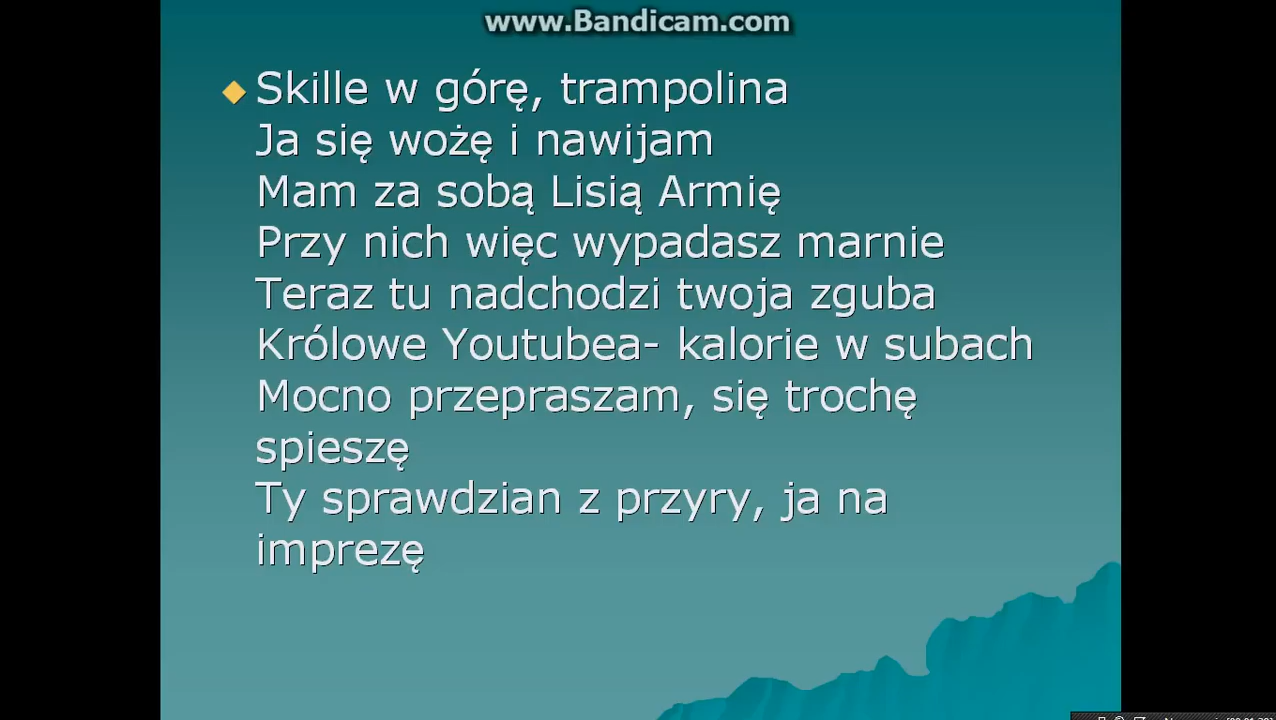 www.Bandicam.com
Skille w górę, trampolina
Ja się wożę i nawijam
Mam za sobą Lisią Armię
Przy nich więc wypadasz marnie
Teraz tu nadchodzi twoja zguba
Królowe Youtubea- kalorie w subach
Mocno przepraszam, się trochę
spieszę
Ty sprawdzian z przyry, ja na
imprezę